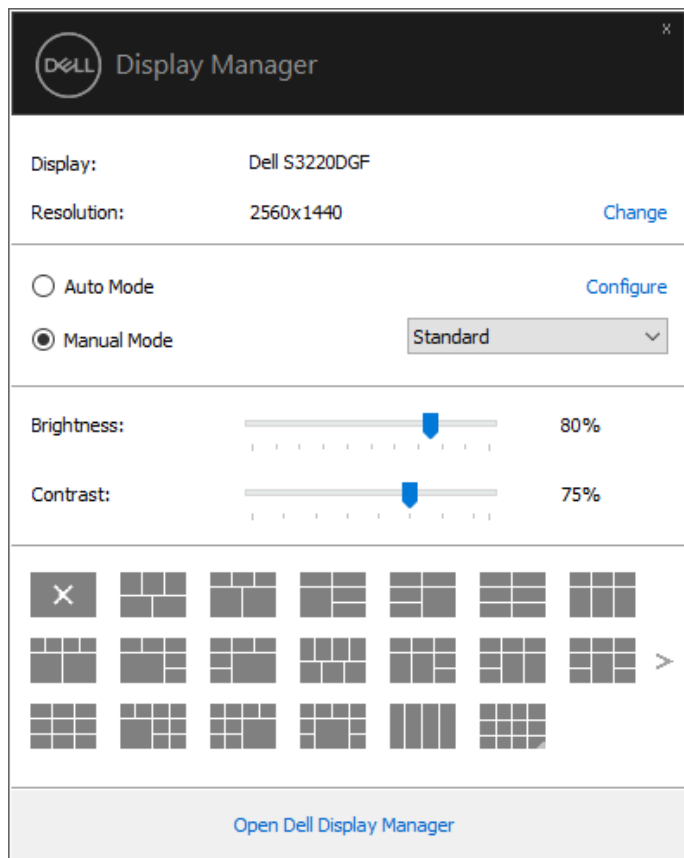 x
DELL Display Manager
Display: Dell S3220DGF
Resolution: 2560x1440 Change
Auto Mode Configure
Manual Mode Standard
Brightness: 80%
Contrast: 75%
>
Open Dell Display Manager